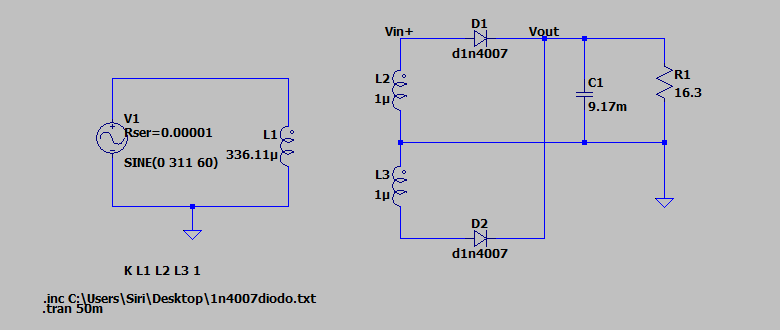 Vin+
D1
Vout
d1n4007
L2
1µ
C1
9.17m
R1
16.3
V1
Rser=0.00001
L1
336.11µ
SINE(0 311 60)
L3
1µ
D2
d1n4007
K L1 L2 L3 1
.inc C:\Users\Siri\Desktop\1n4007diodo.txt
.tran 50m